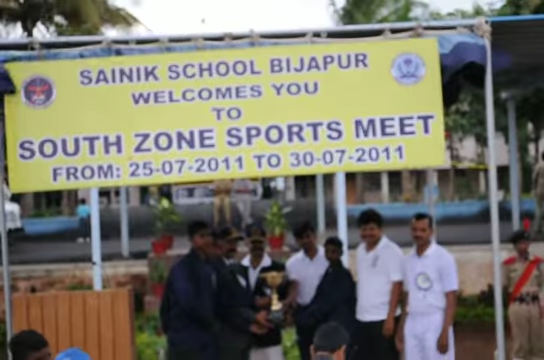 SAINIK SCHOOL BIJAPUR
WELCOMES YOU
TO
SOUTH ZONE SPORTS MEET
FROM: 25-07-2011 TO 30-07-2011